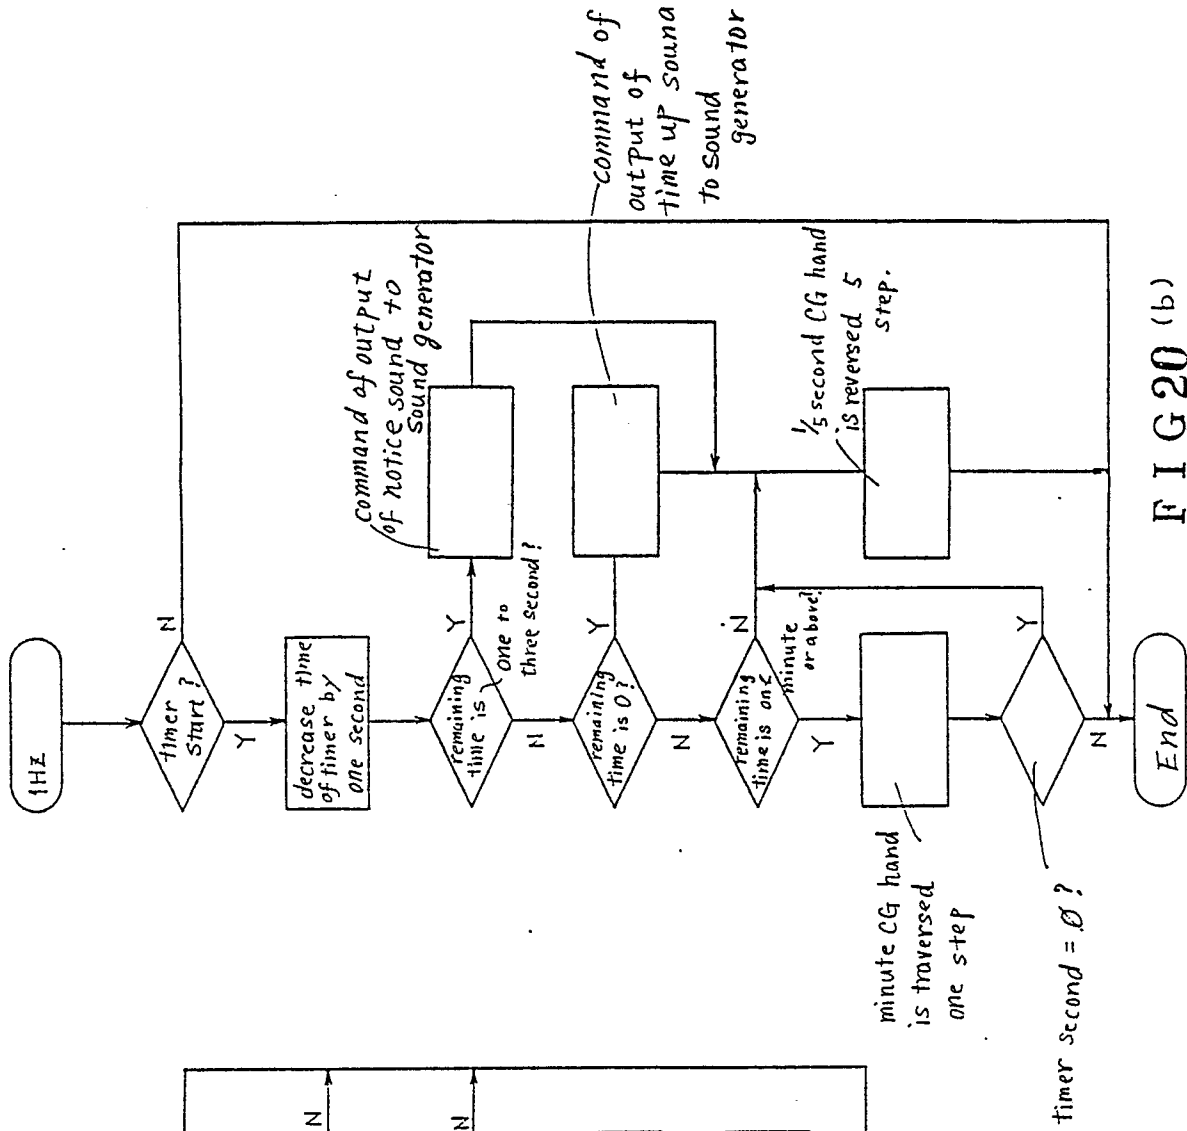 1HZ
timer
start?
N
Y
decrease time
of timer by
one second
remaining
time is
one to
three second?
Y
N
command of output
of notice sound to
sound generator
remaining
time is 0?
Y
N
command of
output of
time up sound
to sound
generator
remaining
time is one
minute
or above?
N
Y
1/5 second CG hand
is reversed 5
step.
minute CG hand
is traversed
one step
timer second = 0?
Y
N
End
N
N
FIG 20 (b)